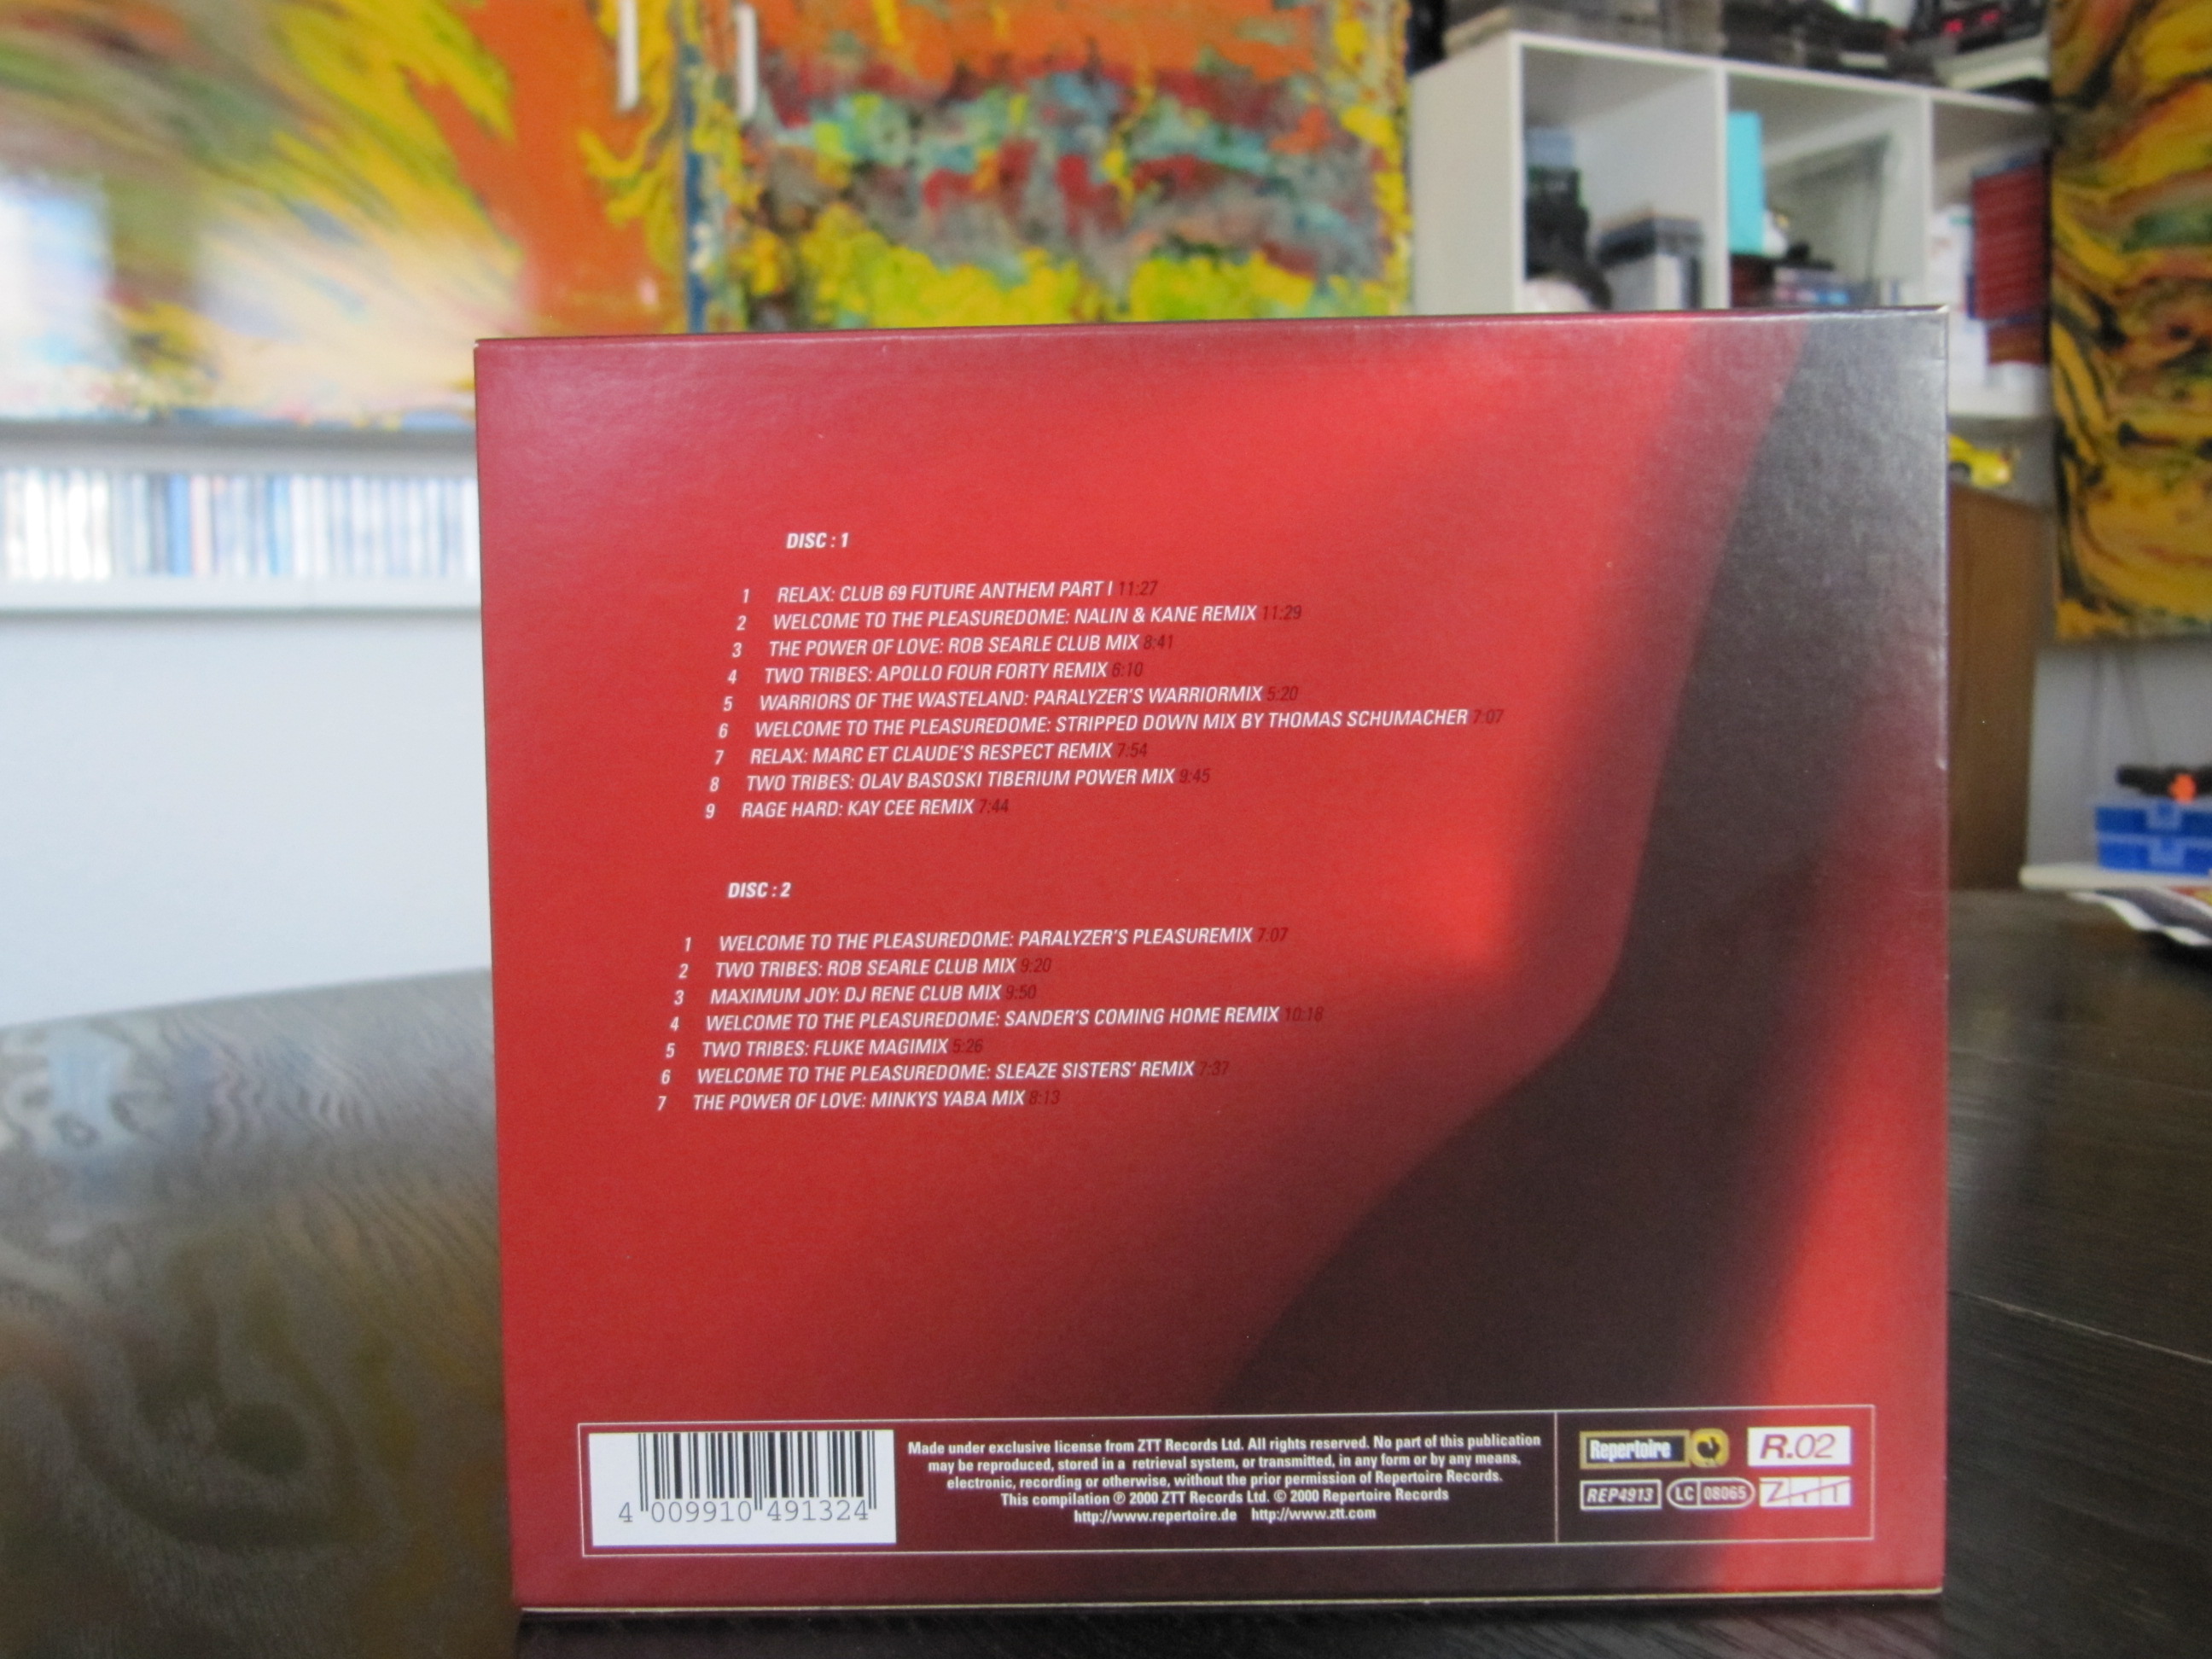 DISC : 1
1 RELAX: CLUB 69 FUTURE ANTHEM PART I 11:27
2 WELCOME TO THE PLEASUREDOME: NALIN & KANE REMIX 11:29
3 THE POWER OF LOVE: ROB SEARLE CLUB MIX 8:41
4 TWO TRIBES: APOLLO FOUR FORTY REMIX 6:10
5 WARRIORS OF THE WASTELAND: PARALYZER'S WARRIORMIX 5:20
6 WELCOME TO THE PLEASUREDOME: STRIPPED DOWN MIX BY THOMAS SCHUMACHER 7:07
7 RELAX: MARC ET CLAUDE'S RESPECT REMIX 7:54
8 TWO TRIBES: OLAV BASOSKI TIBERIUM POWER MIX 9:45
9 RAGE HARD: KAY CEE REMIX 7:44
DISC : 2
1 WELCOME TO THE PLEASUREDOME: PARALYZER'S PLEASUREMIX 7:07
2 TWO TRIBES: ROB SEARLE CLUB MIX 9:20
3 MAXIMUM JOY: DJ RENE CLUB MIX 9:50
4 WELCOME TO THE PLEASUREDOME: SANDER'S COMING HOME REMIX 10:18
5 TWO TRIBES: FLUKE MAGIMIX 5:26
6 WELCOME TO THE PLEASUREDOME: SLEAZE SISTERS' REMIX 7:37
7 THE POWER OF LOVE: MINKYS YABA MIX 8:13
4 009910 491324
Made under exclusive license from ZTT Records Ltd. All rights reserved. No part of this publication
may be reproduced, stored in a retrieval system, or transmitted, in any form or by any means,
electronic, recording or otherwise, without the prior permission of Repertoire Records.
This compilation ℗ 2000 ZTT Records Ltd. © 2000 Repertoire Records
http://www.repertoire.de http://www.ztt.com
Repertoire R.02
REP4913 LC 08065 ZTT